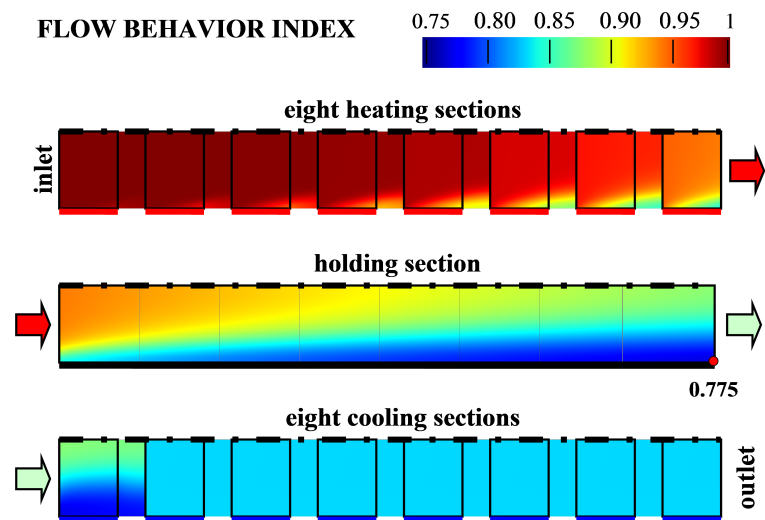 FLOW BEHAVIOR INDEX
0.75 0.80 0.85 0.90 0.95 1
eight heating sections
inlet
holding section
0.775
eight cooling sections
outlet